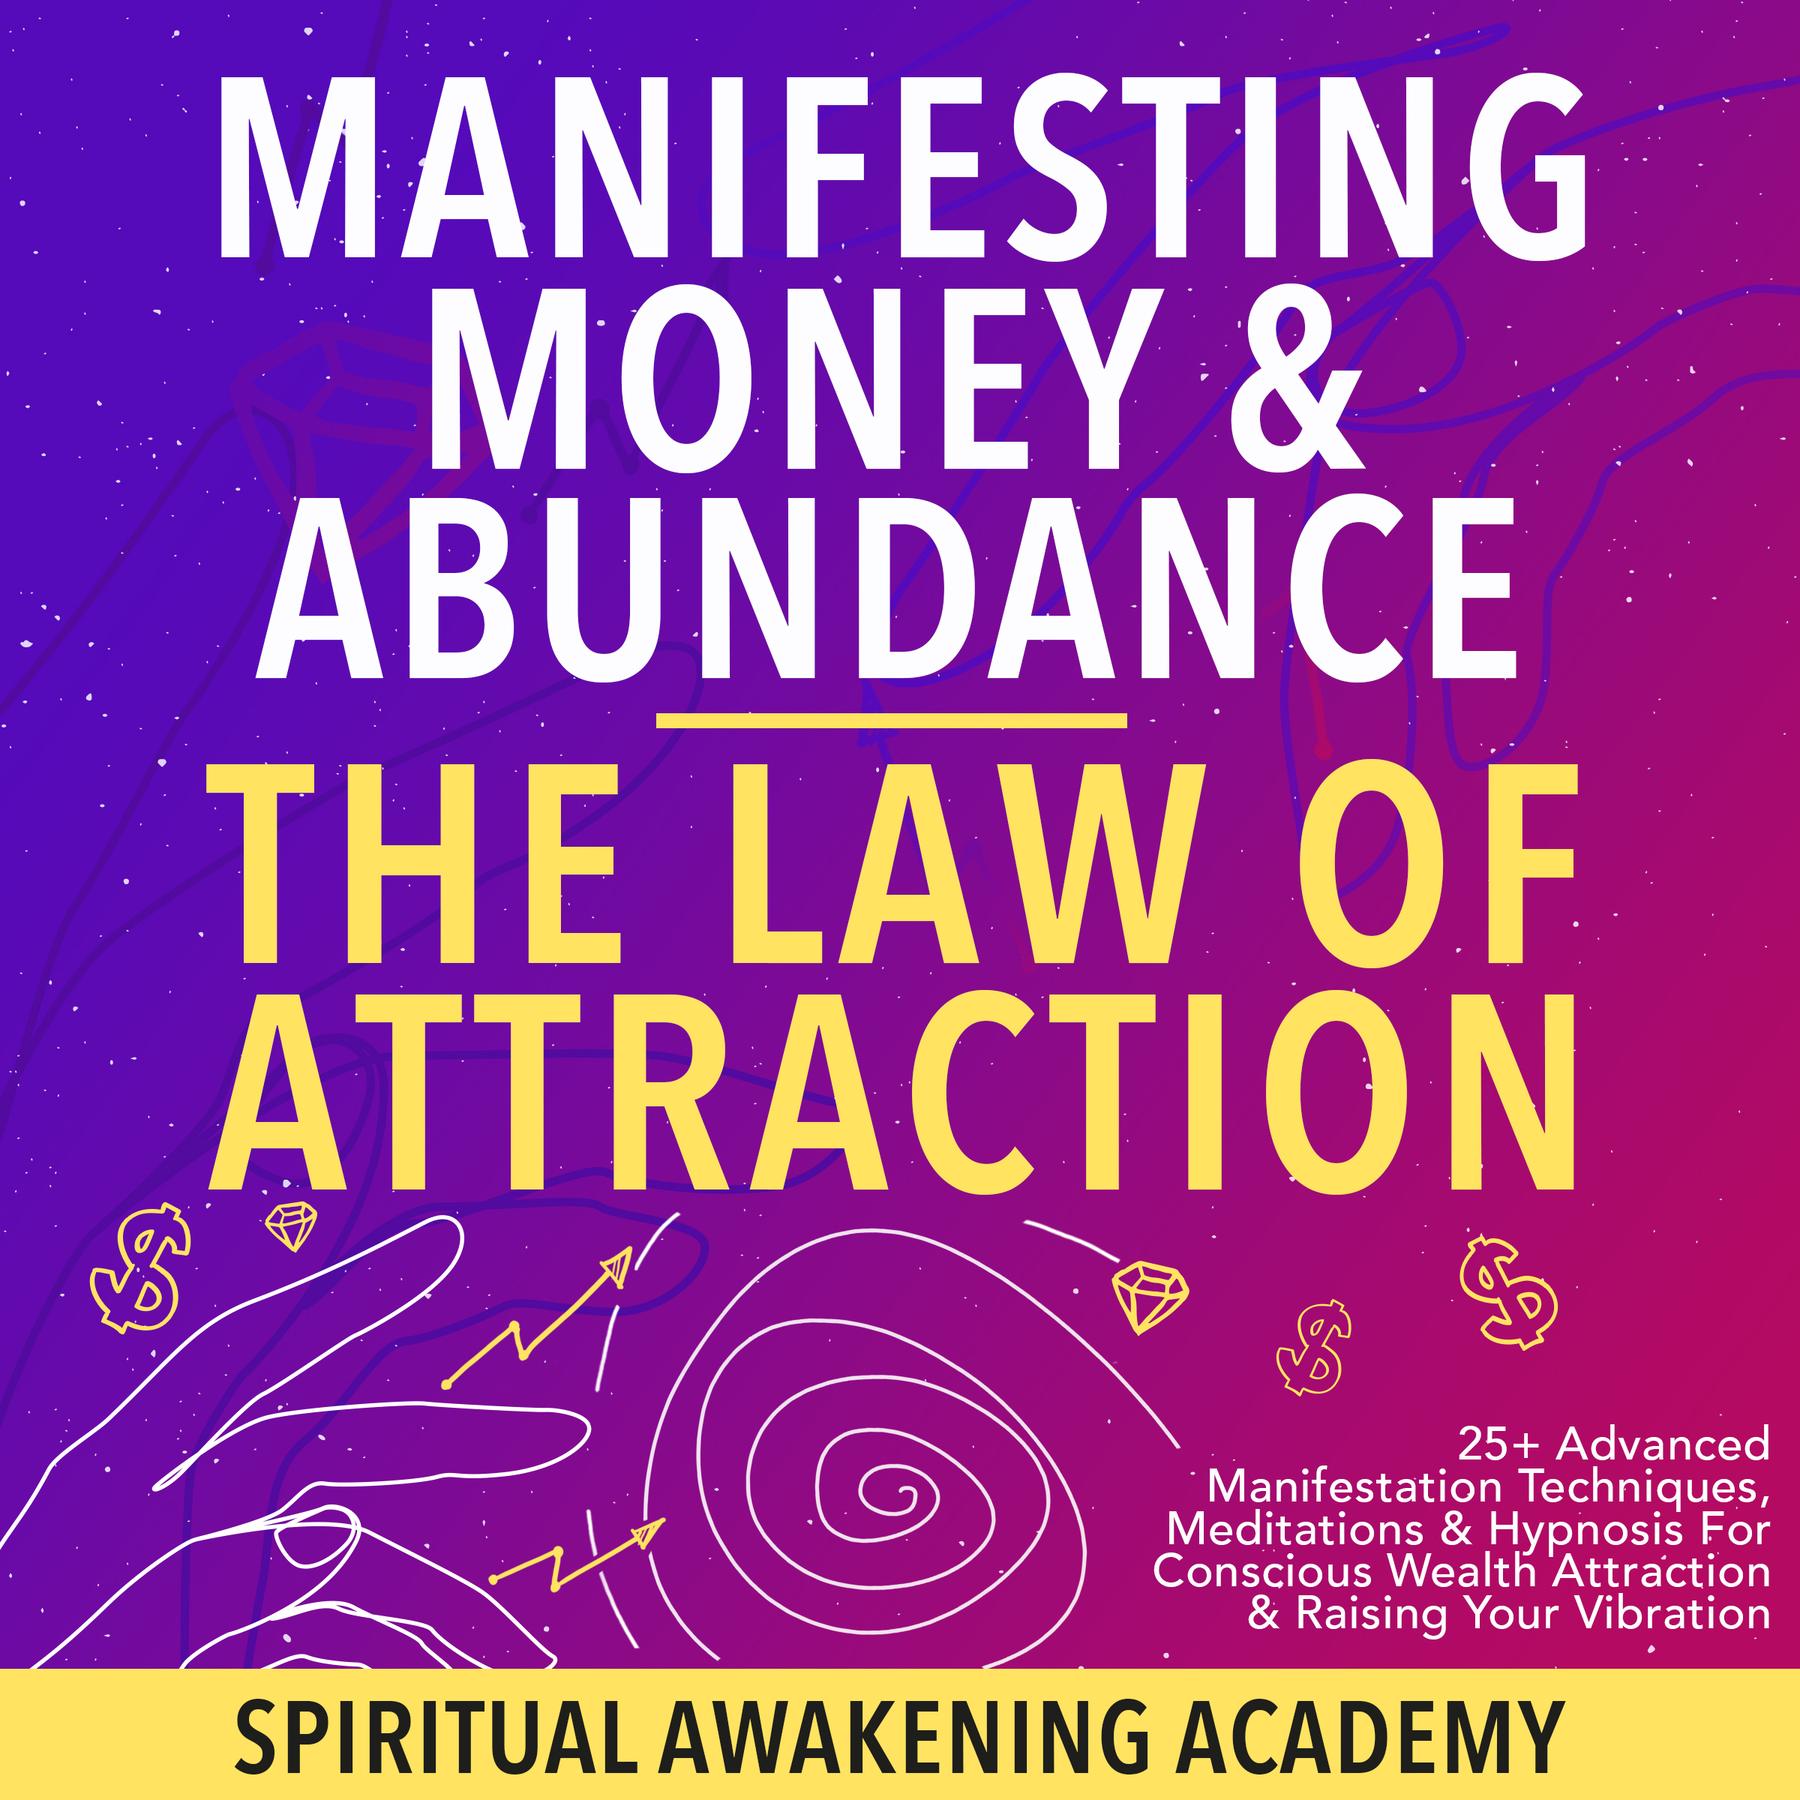 MANIFESTING
MONEY &
ABUNDANCE
THE LAW OF
ATTRACTION
25+ Advanced
Manifestation Techniques,
Meditations & Hypnosis For
Conscious Wealth Attraction
& Raising Your Vibration
SPIRITUAL AWAKENING ACADEMY